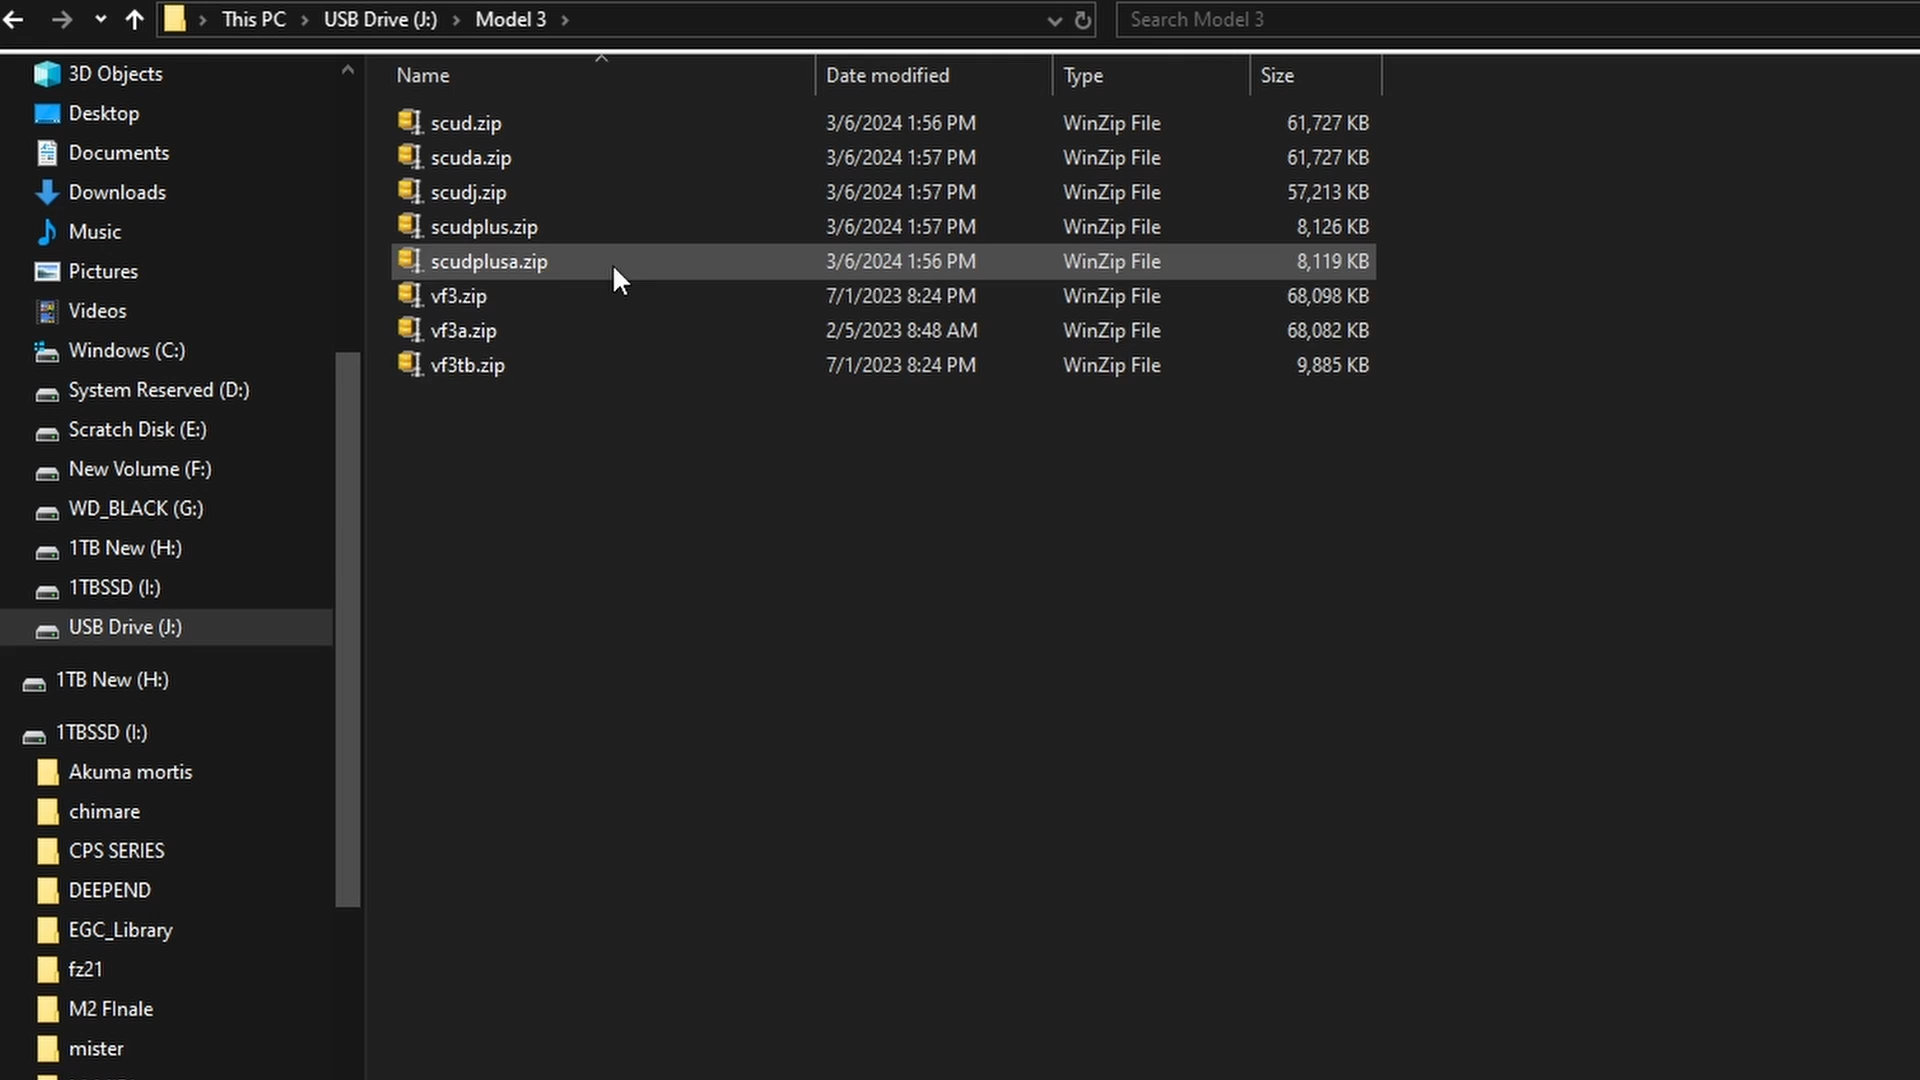 This PC > USB Drive (J:) > Model 3 >
Search Model 3
3D Objects
Desktop
Documents
Downloads
Music
Pictures
Videos
Windows (C:)
System Reserved (D:)
Scratch Disk (E:)
New Volume (F:)
WD_BLACK (G:)
1TB New (H:)
1TBSSD (I:)
USB Drive (J:)
1TB New (H:)
1TBSSD (I:)
Akuma mortis
chimare
CPS SERIES
DEEPEND
EGC_Library
fz21
M2 FInale
mister
Name Date modified Type Size
scud.zip 3/6/2024 1:56 PM WinZip File 61,727 KB
scuda.zip 3/6/2024 1:57 PM WinZip File 61,727 KB
scudj.zip 3/6/2024 1:57 PM WinZip File 57,213 KB
scudplus.zip 3/6/2024 1:57 PM WinZip File 8,126 KB
scudplusa.zip 3/6/2024 1:56 PM WinZip File 8,119 KB
vf3.zip 7/1/2023 8:24 PM WinZip File 68,098 KB
vf3a.zip 2/5/2023 8:48 AM WinZip File 68,082 KB
vf3tb.zip 7/1/2023 8:24 PM WinZip File 9,885 KB